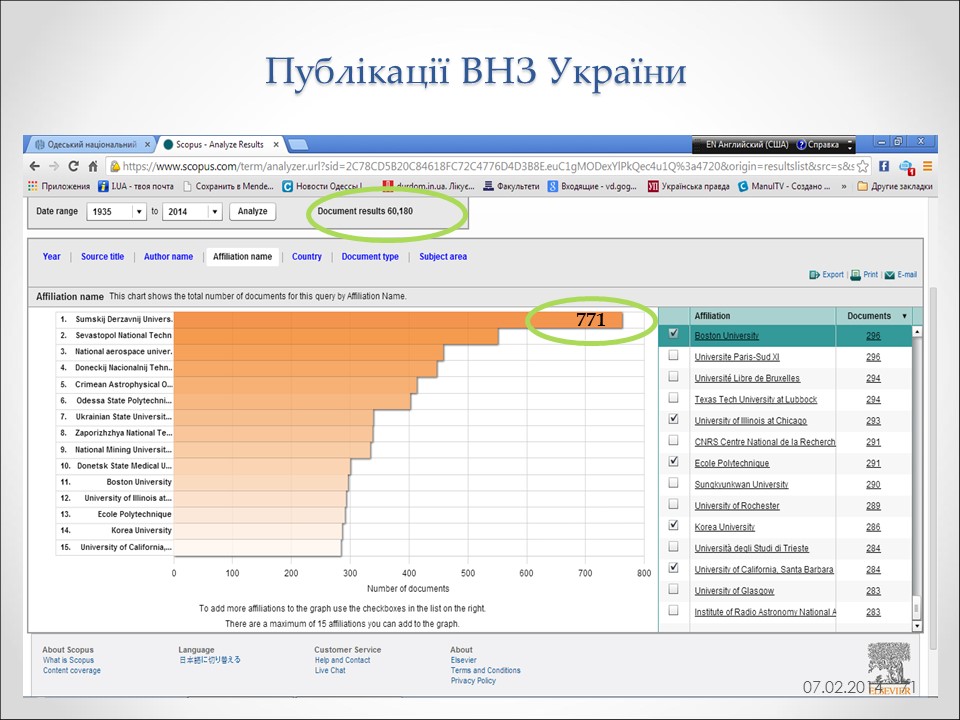 Публікації ВНЗ України
Одеський національний
Scopus - Analyze Results
EN Английский (США)
Справка
https://www.scopus.com/term/analyzer.url?sid=2C78CD5B20C84618FC72C4776D4D3B8E.euC1gMODexYlPkQec4u1Q%3a4720&origin=resultslist&src=s&s
Приложения
I.UA - твоя почта
Сохранить в Mende...
Новости Одессы
durdom.in.ua. Лікує...
Факультети
Входящие - vd.gog...
Українська правда
ManuITV - Создано ...
»
Другие закладки
Date range
1935
to
2014
Analyze
Document results 60,180
Year | Source title | Author name | Affiliation name | Country | Document type | Subject area
Export | Print | E-mail
Affiliation name This chart shows the total number of documents for this query by Affiliation Name.
1. Sumskij Derzavnij Univers.
771
2. Sevastopol National Techn
3. National aerospace univer.
4. Doneckij Nacionalnij Tehn..
5. Crimean Astrophysical O...
6. Odessa State Polytechni...
7. Ukrainian State Universit...
8. Zaporizhzhya National Te...
9. National Mining Universit...
10. Donetsk State Medical U...
11. Boston University
12. University of Illinois at...
13. Ecole Polytechnique
14. Korea University
15. University of California,...
0 100 200 300 400 500 600 700 800
Number of documents
To add more affiliations to the graph use the checkboxes in the list on the right.
There are a maximum of 15 affiliations you can add to the graph.
Affiliation Documents
Boston University 296
Universite Paris-Sud XI 296
Université Libre de Bruxelles 294
Texas Tech University at Lubbock 294
University of Illinois at Chicago 293
CNRS Centre National de la Recherch 291
Ecole Polytechnique 291
Sungkyunkwan University 290
University of Rochester 289
Korea University 286
Università degli Studi di Trieste 284
University of California, Santa Barbara 284
University of Glasgow 283
Institute of Radio Astronomy National A 283
About Scopus
What is Scopus
Content coverage
Language
日本語に切り替える
Customer Service
Help and Contact
Live Chat
About
Elsevier
Terms and Conditions
Privacy Policy
ELSEVIER
07.02.2014 71